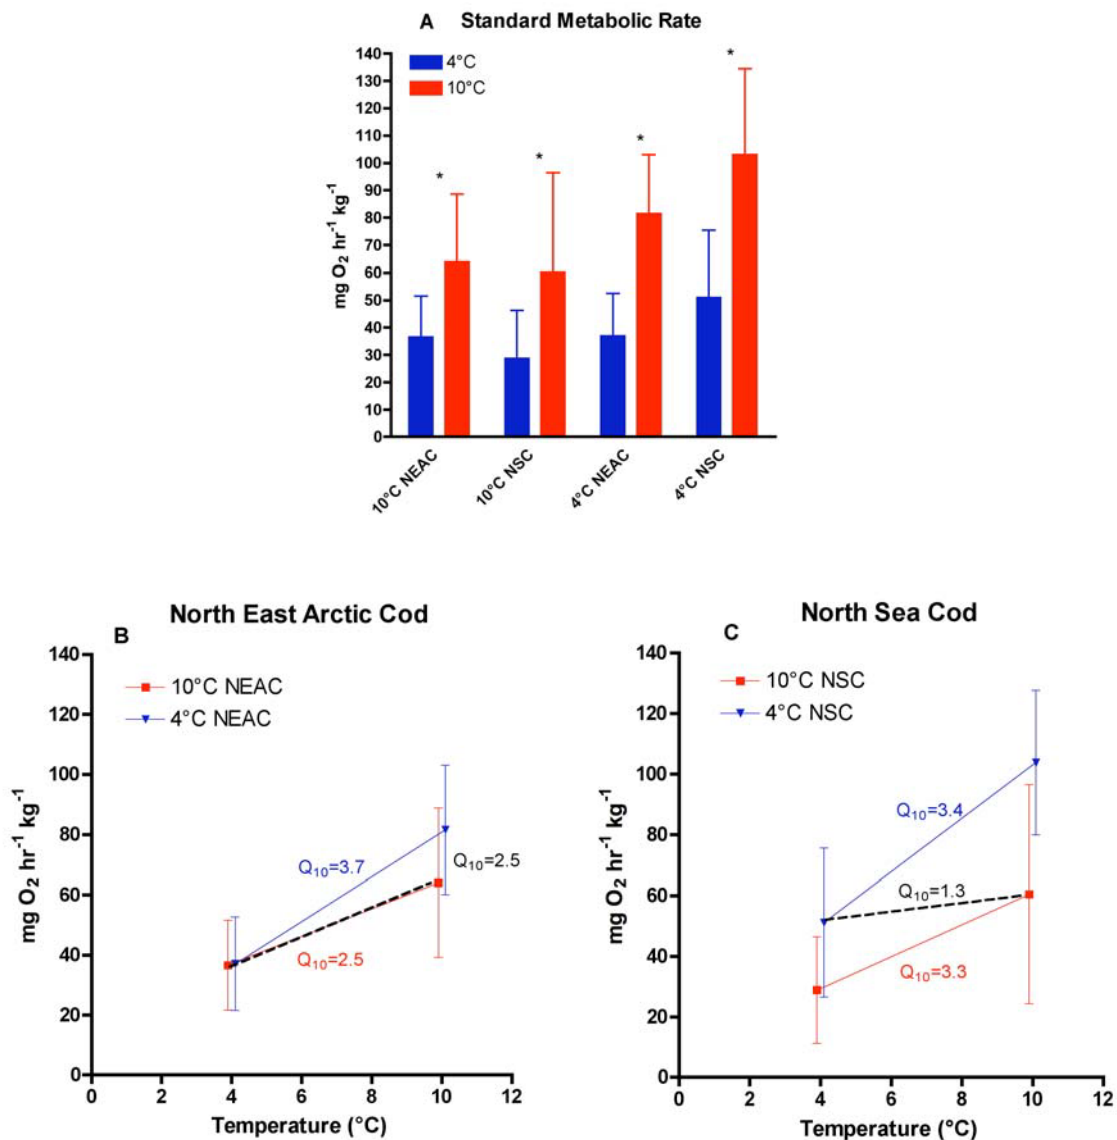 A Standard Metabolic Rate
4°C
10°C
140
130
120
110
100
90
80
70
60
50
40
30
20
10
0
mg O₂ hr⁻¹ kg⁻¹
*
*
*
*
10°C NEAC
10°C NSC
4°C NEAC
4°C NSC
North East Arctic Cod
B
10°C NEAC
4°C NEAC
140
120
100
80
60
40
20
0
mg O₂ hr⁻¹ kg⁻¹
Q₁₀=3.7
Q₁₀=2.5
Q₁₀=2.5
0 2 4 6 8 10 12
Temperature (°C)
North Sea Cod
C
10°C NSC
4°C NSC
140
120
100
80
60
40
20
0
mg O₂ hr⁻¹ kg⁻¹
Q₁₀=3.4
Q₁₀=1.3
Q₁₀=3.3
0 2 4 6 8 10 12
Temperature (°C)